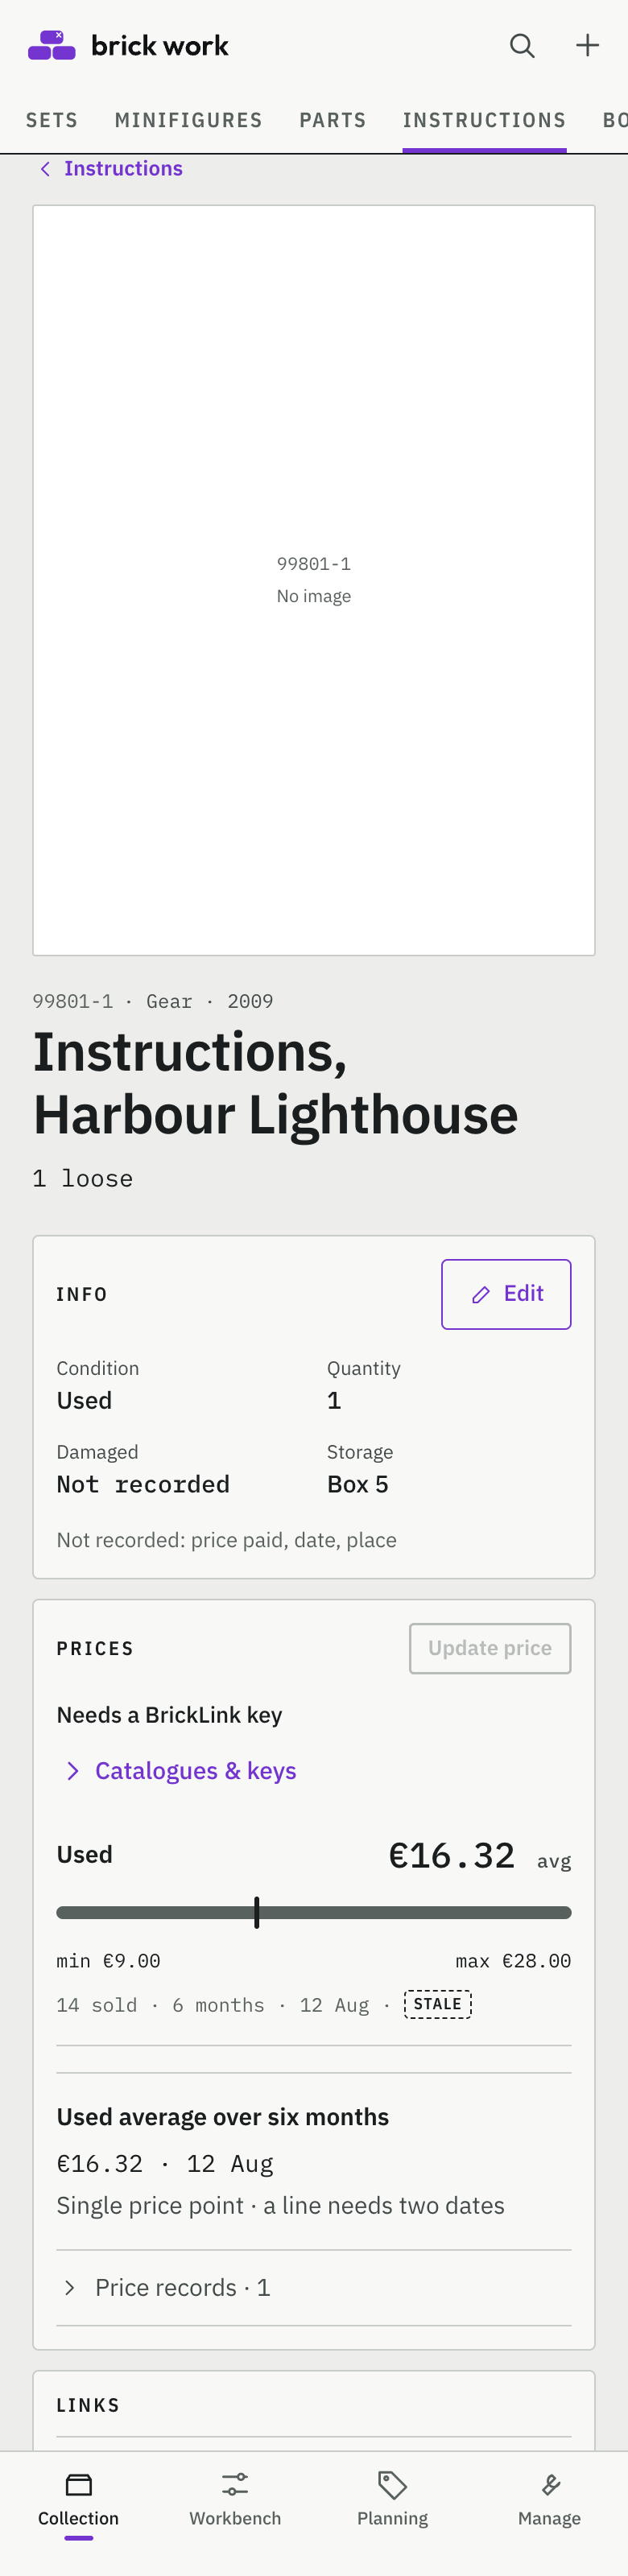 brick work
SETS MINIFIGURES PARTS INSTRUCTIONS BO
Instructions
99801-1
No image
99801-1 · Gear · 2009
Instructions,
Harbour Lighthouse
1 loose
INFO
Edit
Condition Quantity
Used 1
Damaged Storage
Not recorded Box 5
Not recorded: price paid, date, place
PRICES
Update price
Needs a BrickLink key
Catalogues & keys
Used €16.32 avg
min €9.00 max €28.00
14 sold · 6 months · 12 Aug · STALE
Used average over six months
€16.32 · 12 Aug
Single price point · a line needs two dates
Price records · 1
LINKS
Collection Workbench Planning Manage